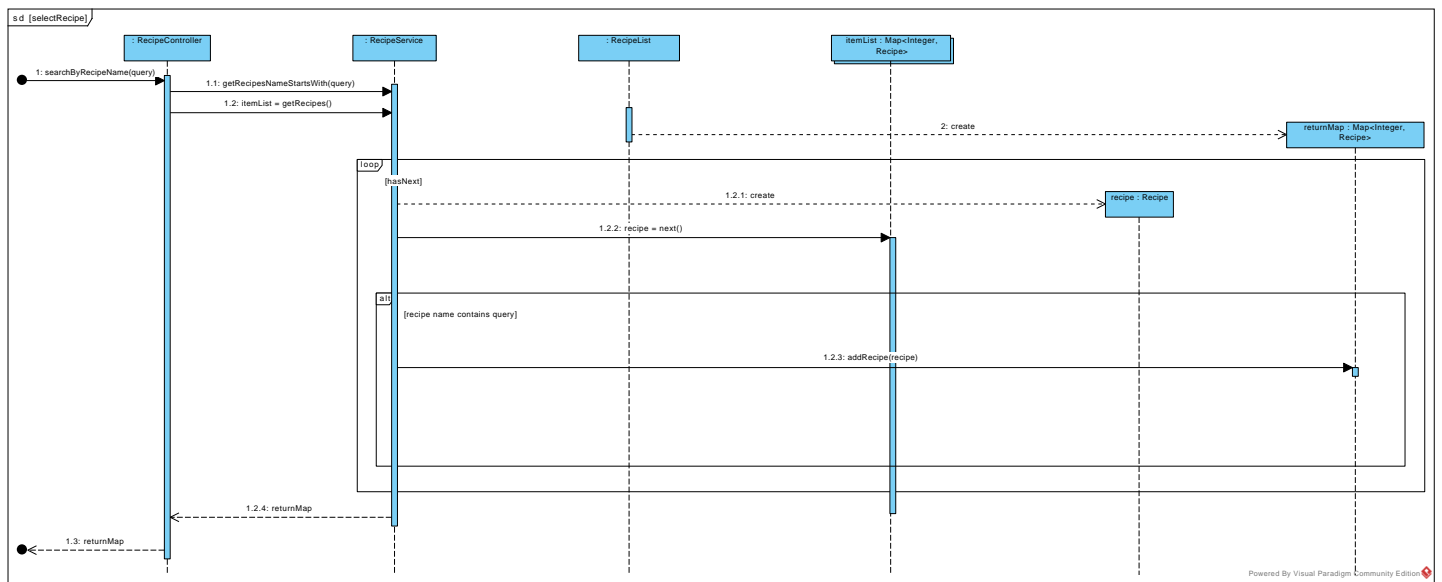 sd [selectRecipe]
: RecipeController
: RecipeService
: RecipeList
itemList : Map<Integer,
Recipe>
1: searchByRecipeName(query)
1.1: getRecipesNameStartsWith(query)
1.2: itemList = getRecipes()
2: create
returnMap : Map<Integer,
Recipe>
loop
[hasNext]
1.2.1: create
recipe : Recipe
1.2.2: recipe = next()
alt
[recipe name contains query]
1.2.3: addRecipe(recipe)
1.2.4: returnMap
1.3: returnMap
Powered By Visual Paradigm Community Edition